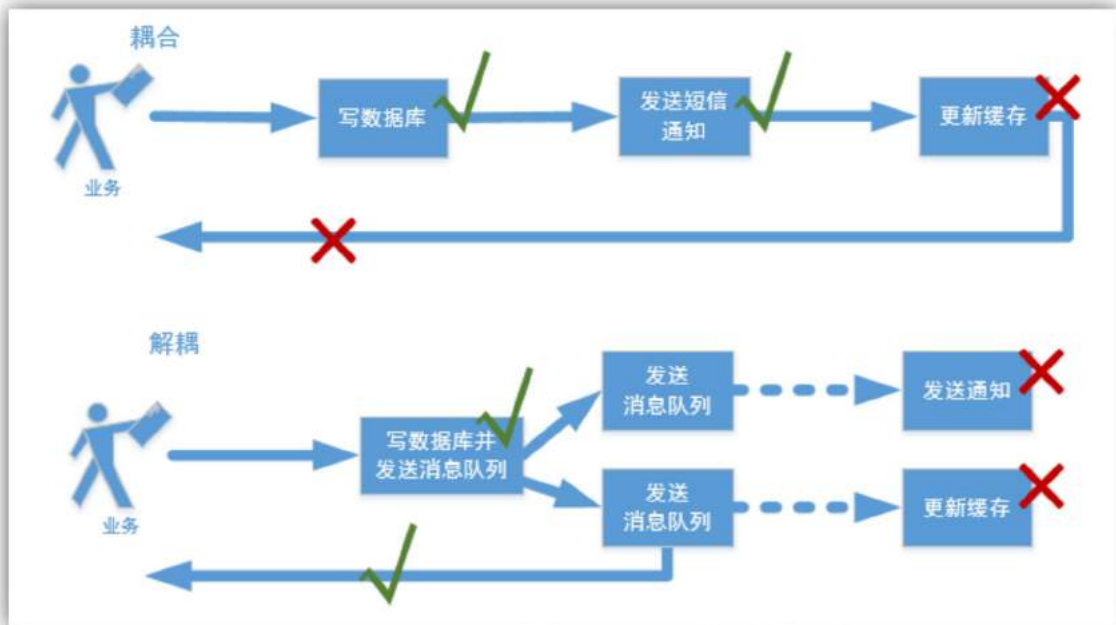 耦合
业务
写数据库
发送短信
通知
更新缓存
解耦
业务
写数据库并
发送消息队列
发送
消息队列
发送通知
发送
消息队列
更新缓存